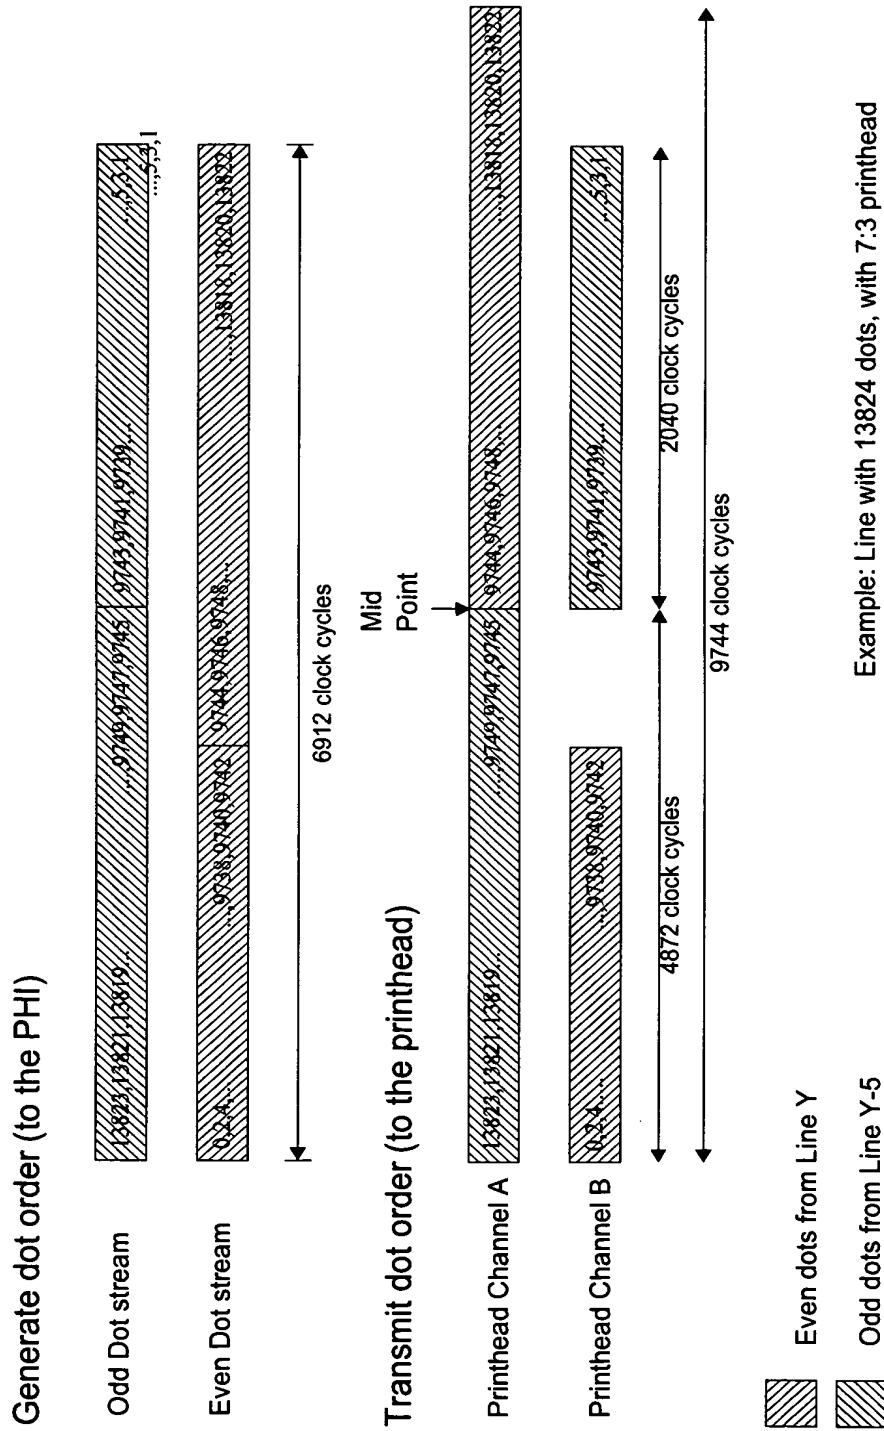 Generate dot order (to the PHI)
Odd Dot stream 13823,13821,13819... ...,9749,9747,9745 9743,9741,9739,... ...,5,3,1
...,5,3,1
Even Dot stream 0,2,4,... ...,9738,9740,9742 9744,9746,9748,... ....,13818,13820,13822
6912 clock cycles
Transmit dot order (to the printhead)
Mid
Point
Printhead Channel A 13823,13821,13819... ....,9749,9747,9745 9744,9746,9748,... ....,13818,13820,13822
Printhead Channel B 0,2,4,.... ...9738,9740,9742 9743,9741,9739... ....5,3,1
4872 clock cycles 2040 clock cycles
9744 clock cycles
Even dots from Line Y
Odd dots from Line Y-5
Example: Line with 13824 dots, with 7:3 printhead